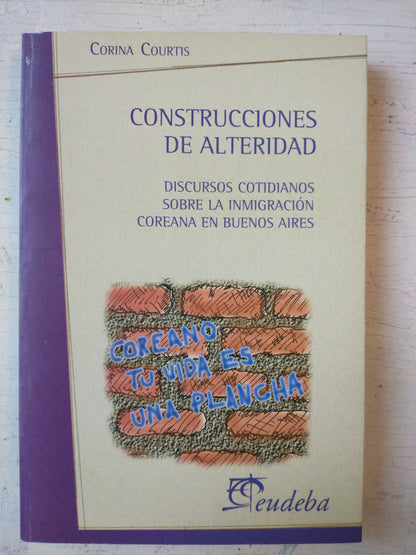 CORINA COURTIS
CONSTRUCCIONES
DE ALTERIDAD
DISCURSOS COTIDIANOS
SOBRE LA INMIGRACIÓN
COREANA EN BUENOS AIRES
COREANO
TU VIDA ES
UNA PLANCHA
eudeba